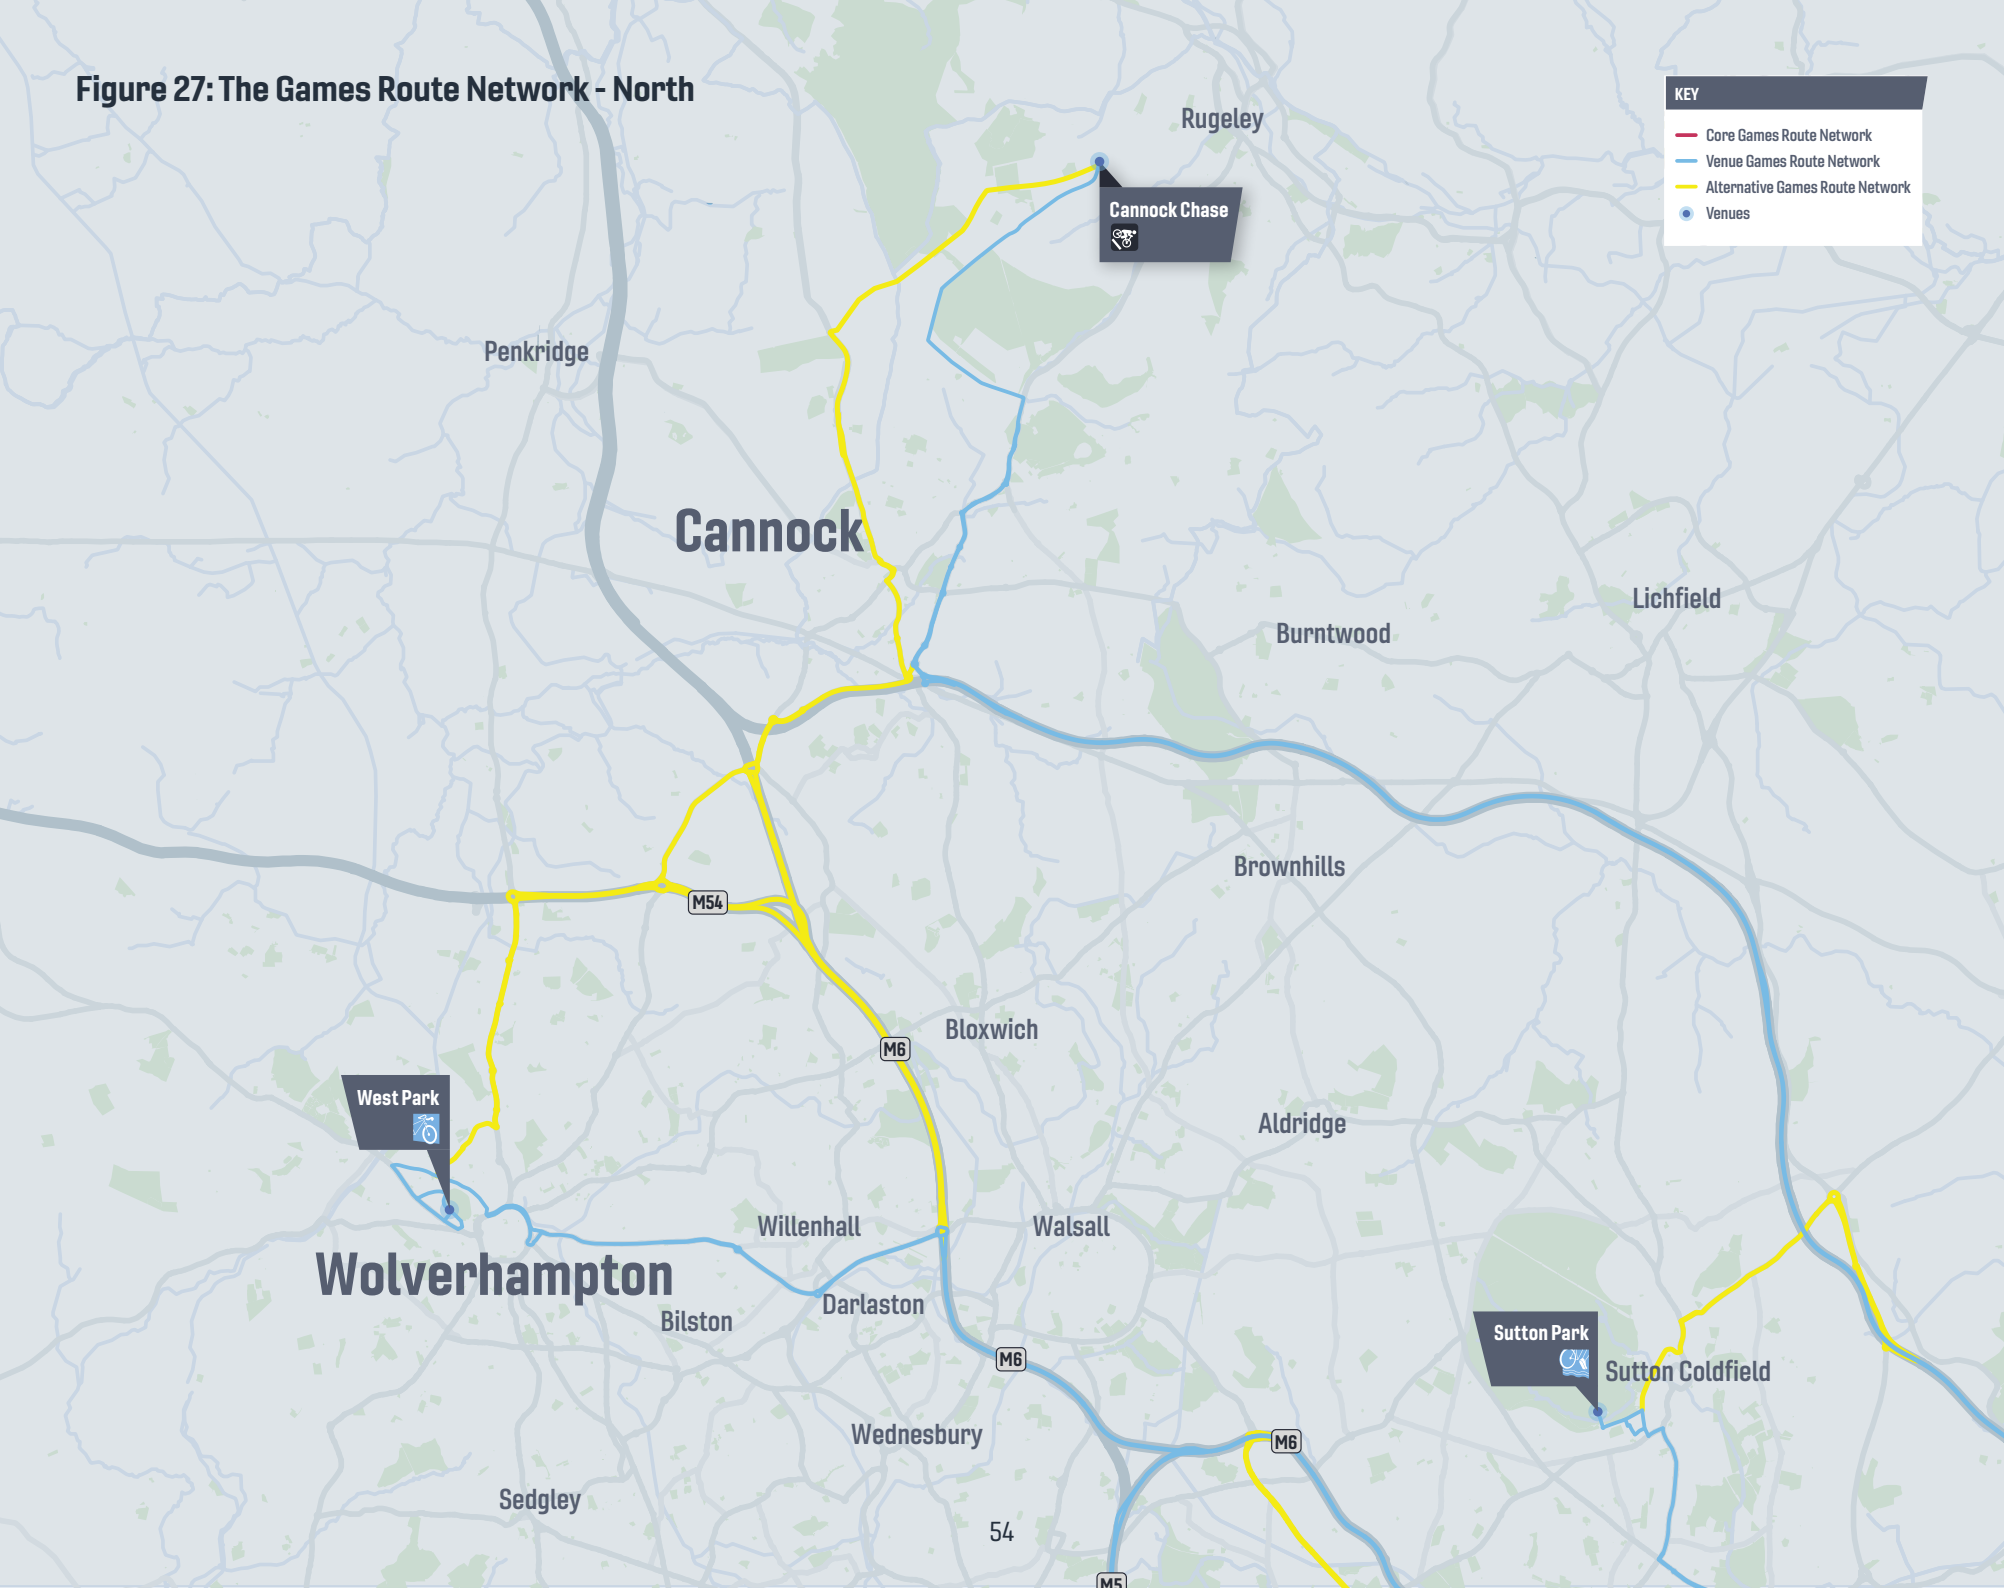 Figure 27: The Games Route Network - North
KEY
Core Games Route Network
Venue Games Route Network
Alternative Games Route Network
Venues
Rugeley
Cannock Chase
Penkridge
Cannock
Lichfield
Burntwood
Brownhills
M54
Bloxwich
M6
West Park
Aldridge
Willenhall
Walsall
Wolverhampton
Darlaston
Bilston
Sutton Park
M6
Sutton Coldfield
Wednesbury
M6
Sedgley
54
M5